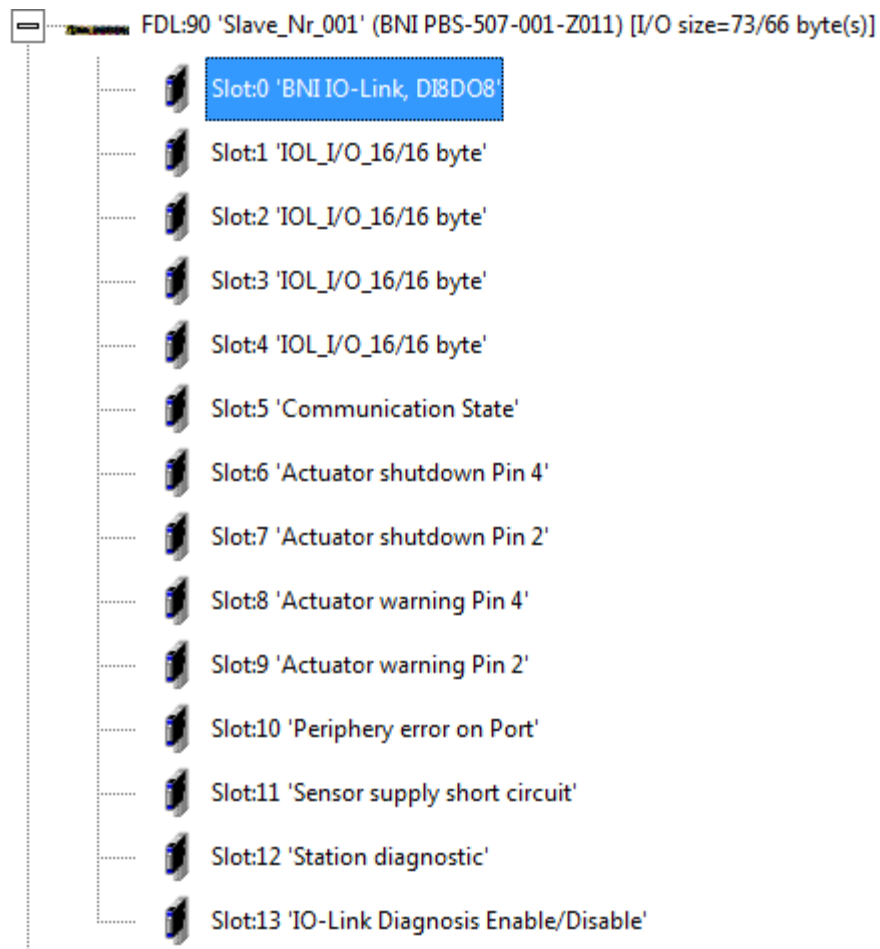 FDL:90 'Slave_Nr_001' (BNI PBS-507-001-Z011) [I/O size=73/66 byte(s)]
Slot:0 'BNI IO-Link, DI8DO8'
Slot:1 'IOL_I/O_16/16 byte'
Slot:2 'IOL_I/O_16/16 byte'
Slot:3 'IOL_I/O_16/16 byte'
Slot:4 'IOL_I/O_16/16 byte'
Slot:5 'Communication State'
Slot:6 'Actuator shutdown Pin 4'
Slot:7 'Actuator shutdown Pin 2'
Slot:8 'Actuator warning Pin 4'
Slot:9 'Actuator warning Pin 2'
Slot:10 'Periphery error on Port'
Slot:11 'Sensor supply short circuit'
Slot:12 'Station diagnostic'
Slot:13 'IO-Link Diagnosis Enable/Disable'